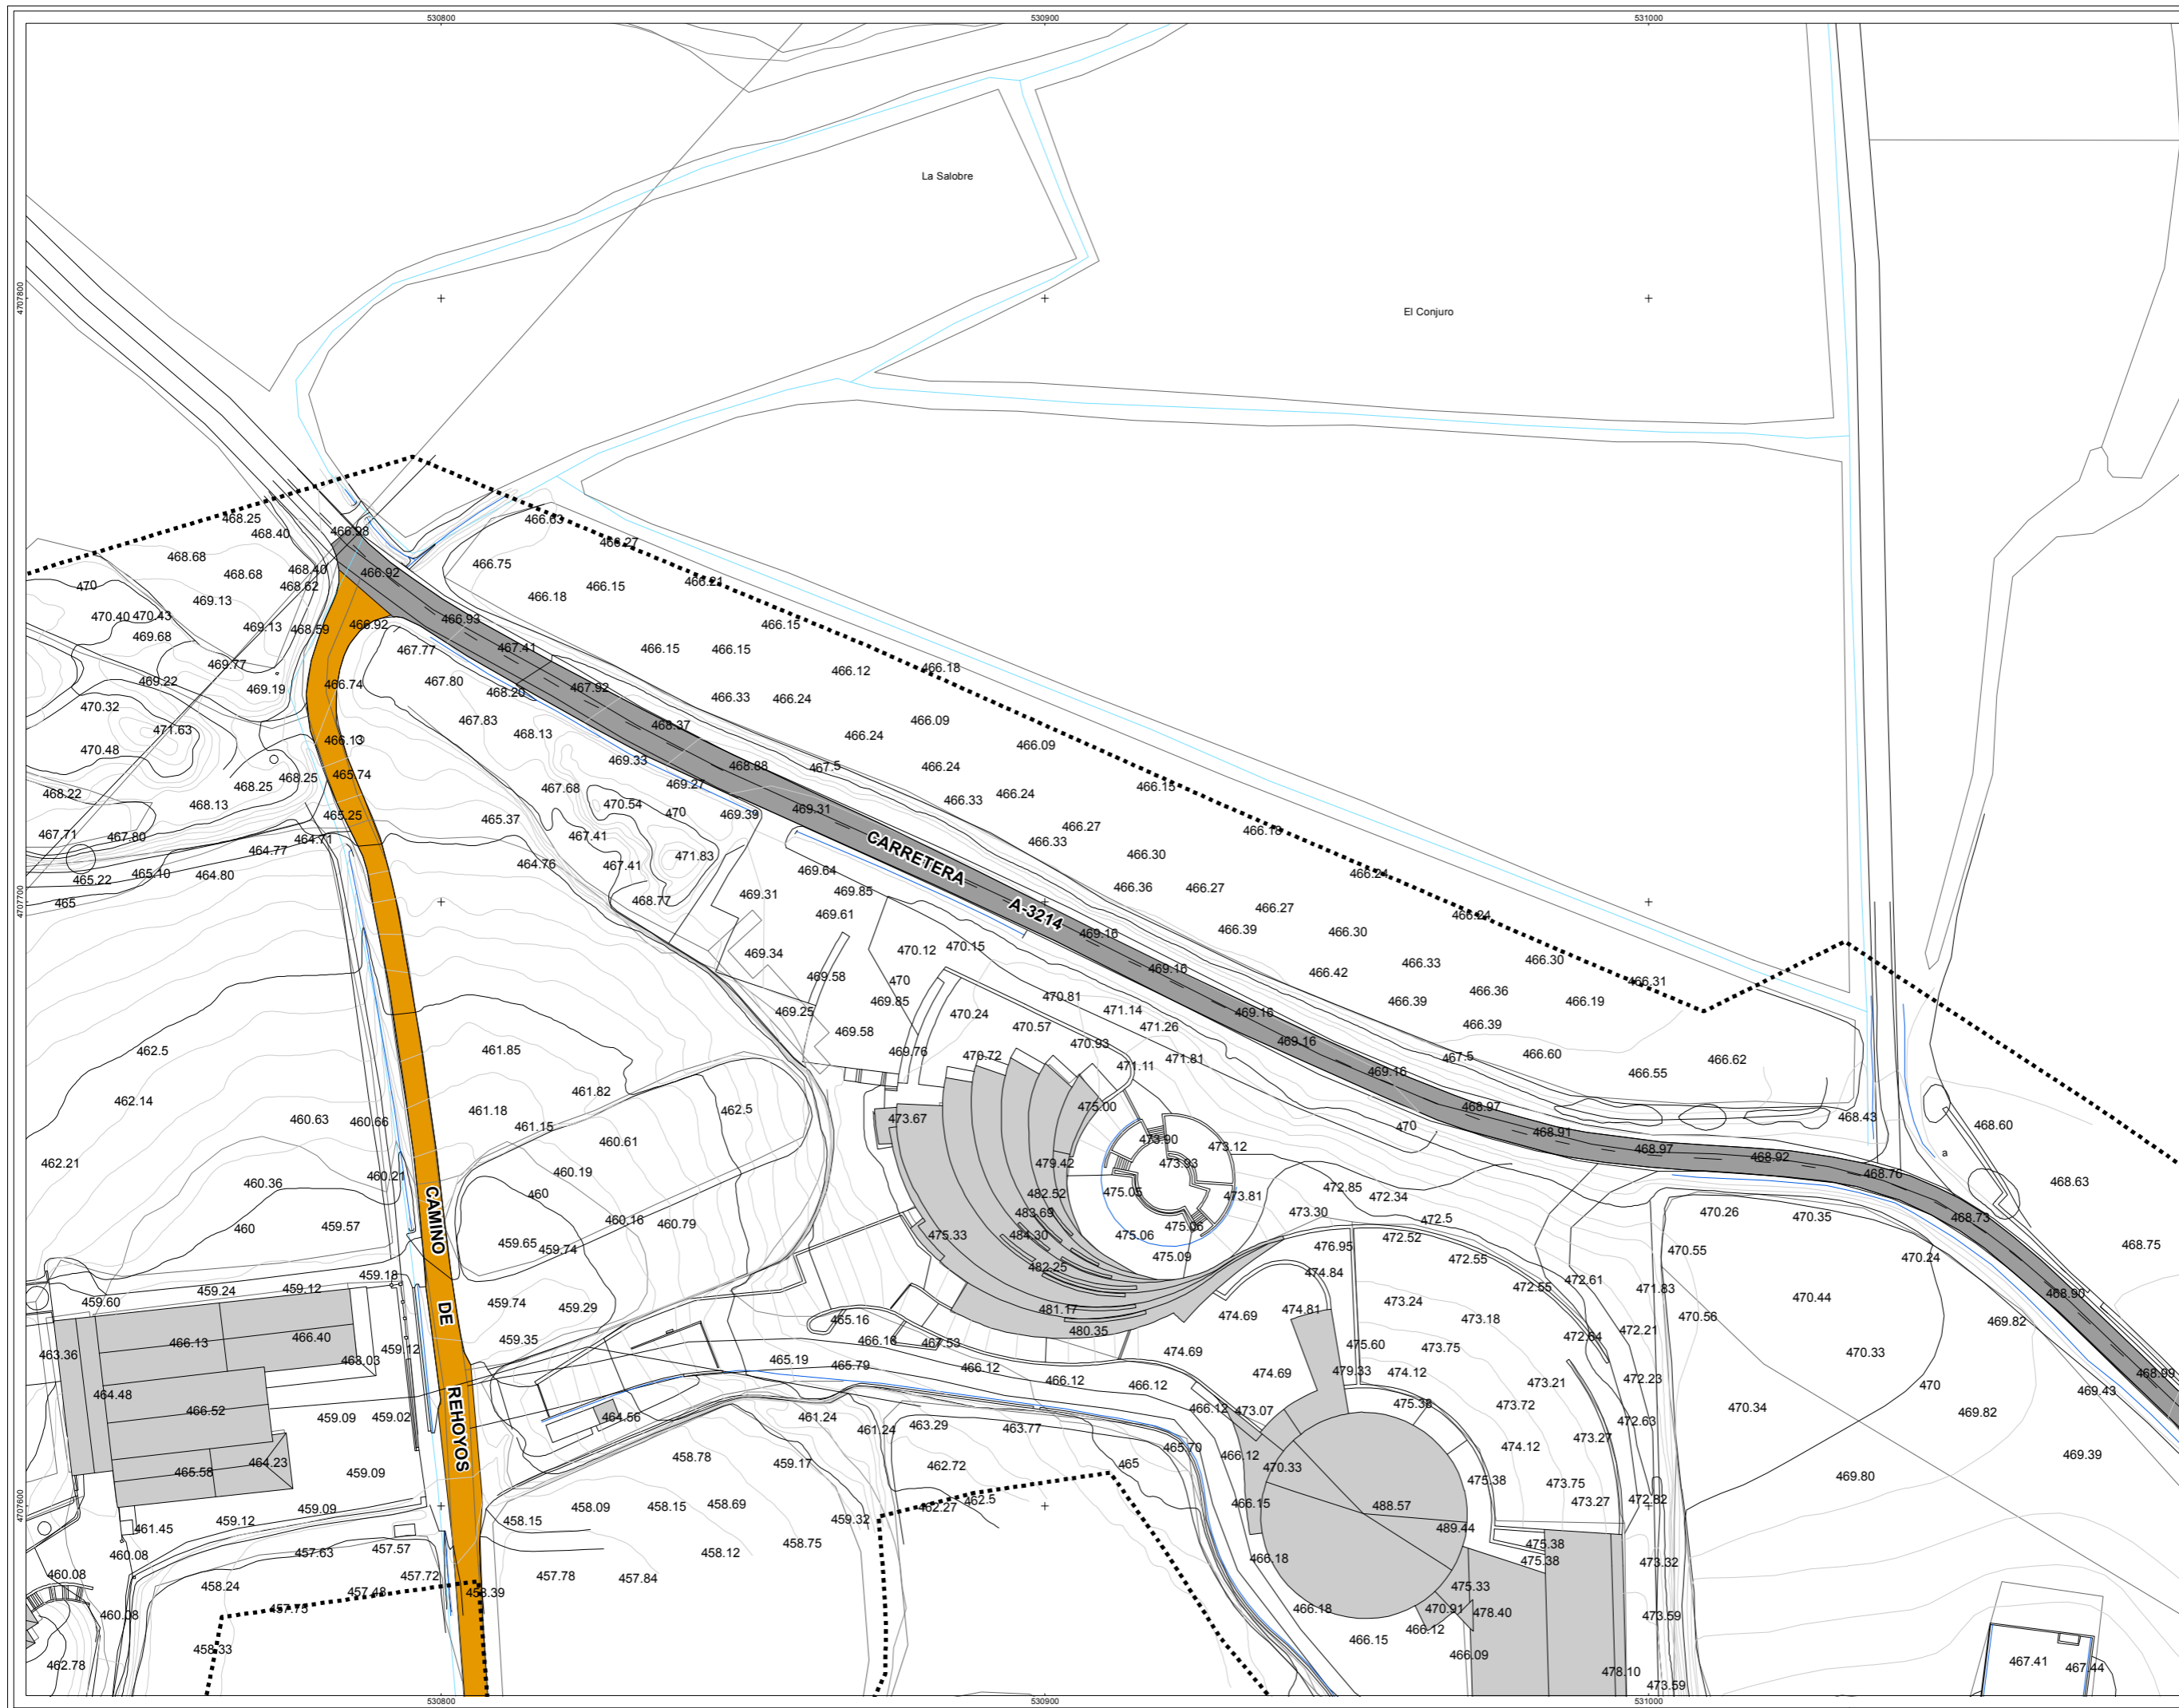 530800 530900 531000
La Salobre
4707800
El Conjuro
468.25 466.98 466.63
468.40 466.27
468.68 468.40 466.92 466.75
468.68 468.62 466.15 466.21
470 469.13 466.18
470.40 470.43 469.13 468.59 466.92 466.93 466.15
469.68 467.77 467.41 466.15 466.15
469.77 466.12 466.18
469.22 469.19 466.74 467.80 468.20 467.92 466.33 466.24
470.32 467.83 468.37 466.09
471.63 466.13 468.13 466.24 466.09
470.48 469.33 468.88 467.5 466.24
468.25 468.25 465.74 467.68 469.27 466.15
468.22 468.13 470.54 470 469.39 469.31 466.33 466.24
467.71 467.80 465.25 465.37 467.41 466.27 466.18
464.77 464.71 CARRETERA 466.33
465.22 465.10 464.80 464.76 467.41 471.83 469.64 466.30 466.24
4707700
465 468.77 469.31 469.85 466.36 466.27
469.61 A-3214 466.27 466.24
469.34 470.12 470.15 469.16 466.39 466.30
469.58 470 469.16 466.42 466.33 466.30 466.31
469.25 469.85 470.24 470.81 471.14 469.16 466.39 466.36 466.19
469.58 470.57 471.26 469.16 466.39
462.5 461.85 469.76 470.72 470.93 471.11 471.81 469.16 467.5 466.60 466.62
462.14 461.82 466.55
460.63 460.66 461.18 461.15 462.5 473.67 475.00 468.97 468.43
460.61 473.90 473.12 470 468.91 468.97 468.92 468.60
462.21 460.36 460.21 460.19 479.42 473.93 468.76 a
460 482.52 475.05 473.81 472.85 472.34 468.63
460 459.57 CAMINO 460.16 460.79 483.69 473.30 472.5 470.26 470.35 468.73
459.65 459.74 475.33 484.30 475.06 475.06 476.95 472.52
459.18 482.25 475.09 474.84 472.55 472.61 470.55 470.24 468.75
459.60 459.24 459.12 459.74 459.29 481.17 474.81 473.24 472.55 471.83 470.44 468.90
DE 465.16 480.35 474.69 473.18 470.56 469.82
463.36 466.13 466.40 459.12 459.35 466.18 467.53 474.69 475.60 473.75 472.64 472.21 470.33
468.03 465.19 465.79 466.12 474.69 479.33 474.12 472.23 468.99
464.48 466.52 REHOYOS 466.12 466.12 473.21 470 469.43
459.09 459.02 464.56 461.24 461.24 463.29 463.77 466.12 473.07 475.38 473.72 472.63 470.34 469.82
465.58 464.23 459.09 458.78 459.17 462.72 465.70 465 466.12 470.33 474.12 473.27 469.80 469.39
4707600
461.45 459.12 459.09 458.15 458.09 458.15 458.69 459.32 462.27 462.5 466.15 488.57 475.38 473.75 473.27 472.82
460.08 457.63 457.57 458.12 458.75 466.18 489.44 475.38 475.38 473.32
460.08 458.24 457.48 457.72 458.39 457.78 457.84 475.33
460.08 457.75 466.18 470.91 478.40 473.59
458.33 466.15 466.12
462.78 466.09 478.10 467.41 467.44
473.59
530800 530900 531000